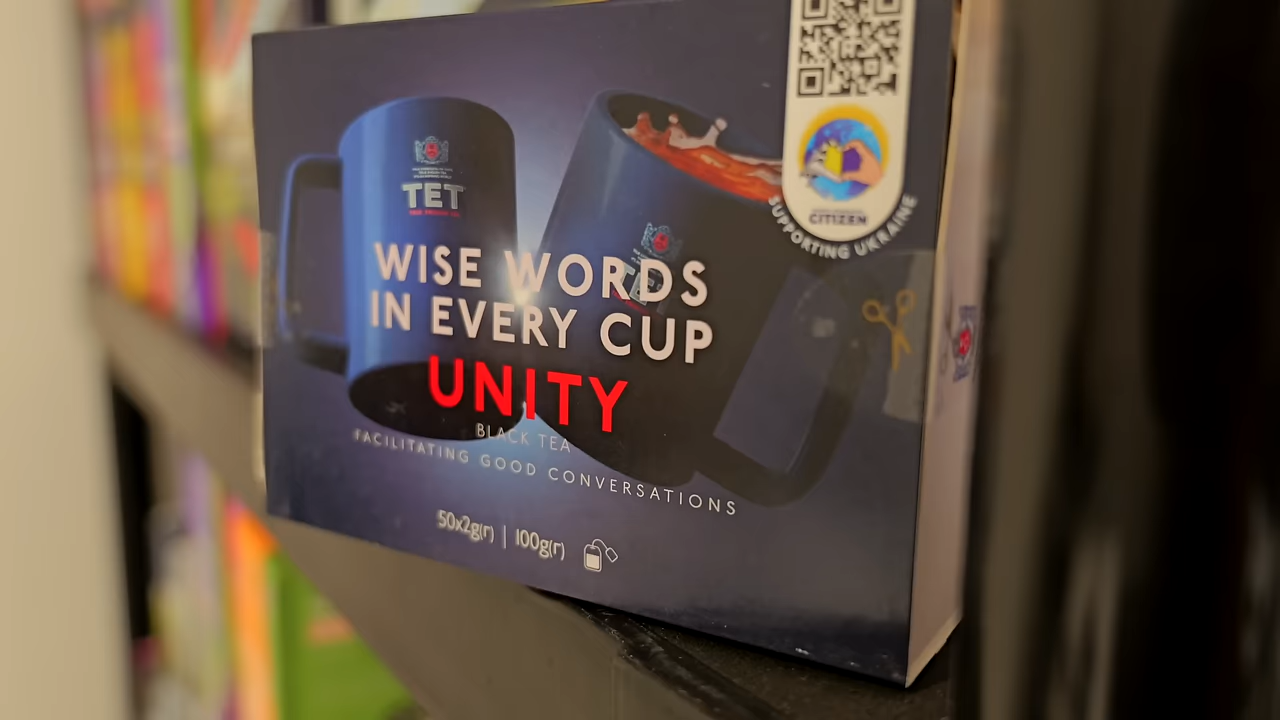 TET
CITIZEN
SUPPORTING UKRAINE
WISE WORDS
IN EVERY CUP
UNITY
BLACK TEA
FACILITATING GOOD CONVERSATIONS
50x2g(г) | 100g(г)